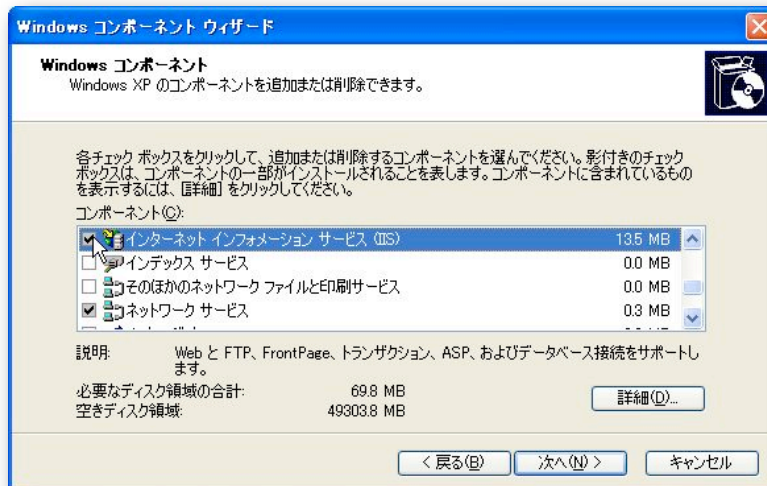 Windows コンポーネント ウィザード
Windows コンポーネント
Windows XP のコンポーネントを追加または削除できます。
各チェック ボックスをクリックして、追加または削除するコンポーネントを選んでください。影付きのチェック
ボックスは、コンポーネントの一部がインストールされることを表します。コンポーネントに含まれているもの
を表示するには、[詳細] をクリックしてください。
コンポーネント(C):
インターネット インフォメーション サービス (IIS) 13.5 MB
インデックス サービス 0.0 MB
そのほかのネットワーク ファイルと印刷サービス 0.0 MB
ネットワーク サービス 0.3 MB
説明: Web と FTP、FrontPage、トランザクション、ASP、およびデータベース接続をサポートし
ます。
必要なディスク領域の合計: 69.8 MB
空きディスク領域: 49303.8 MB
詳細(D)...
< 戻る(B) 次へ(N) > キャンセル